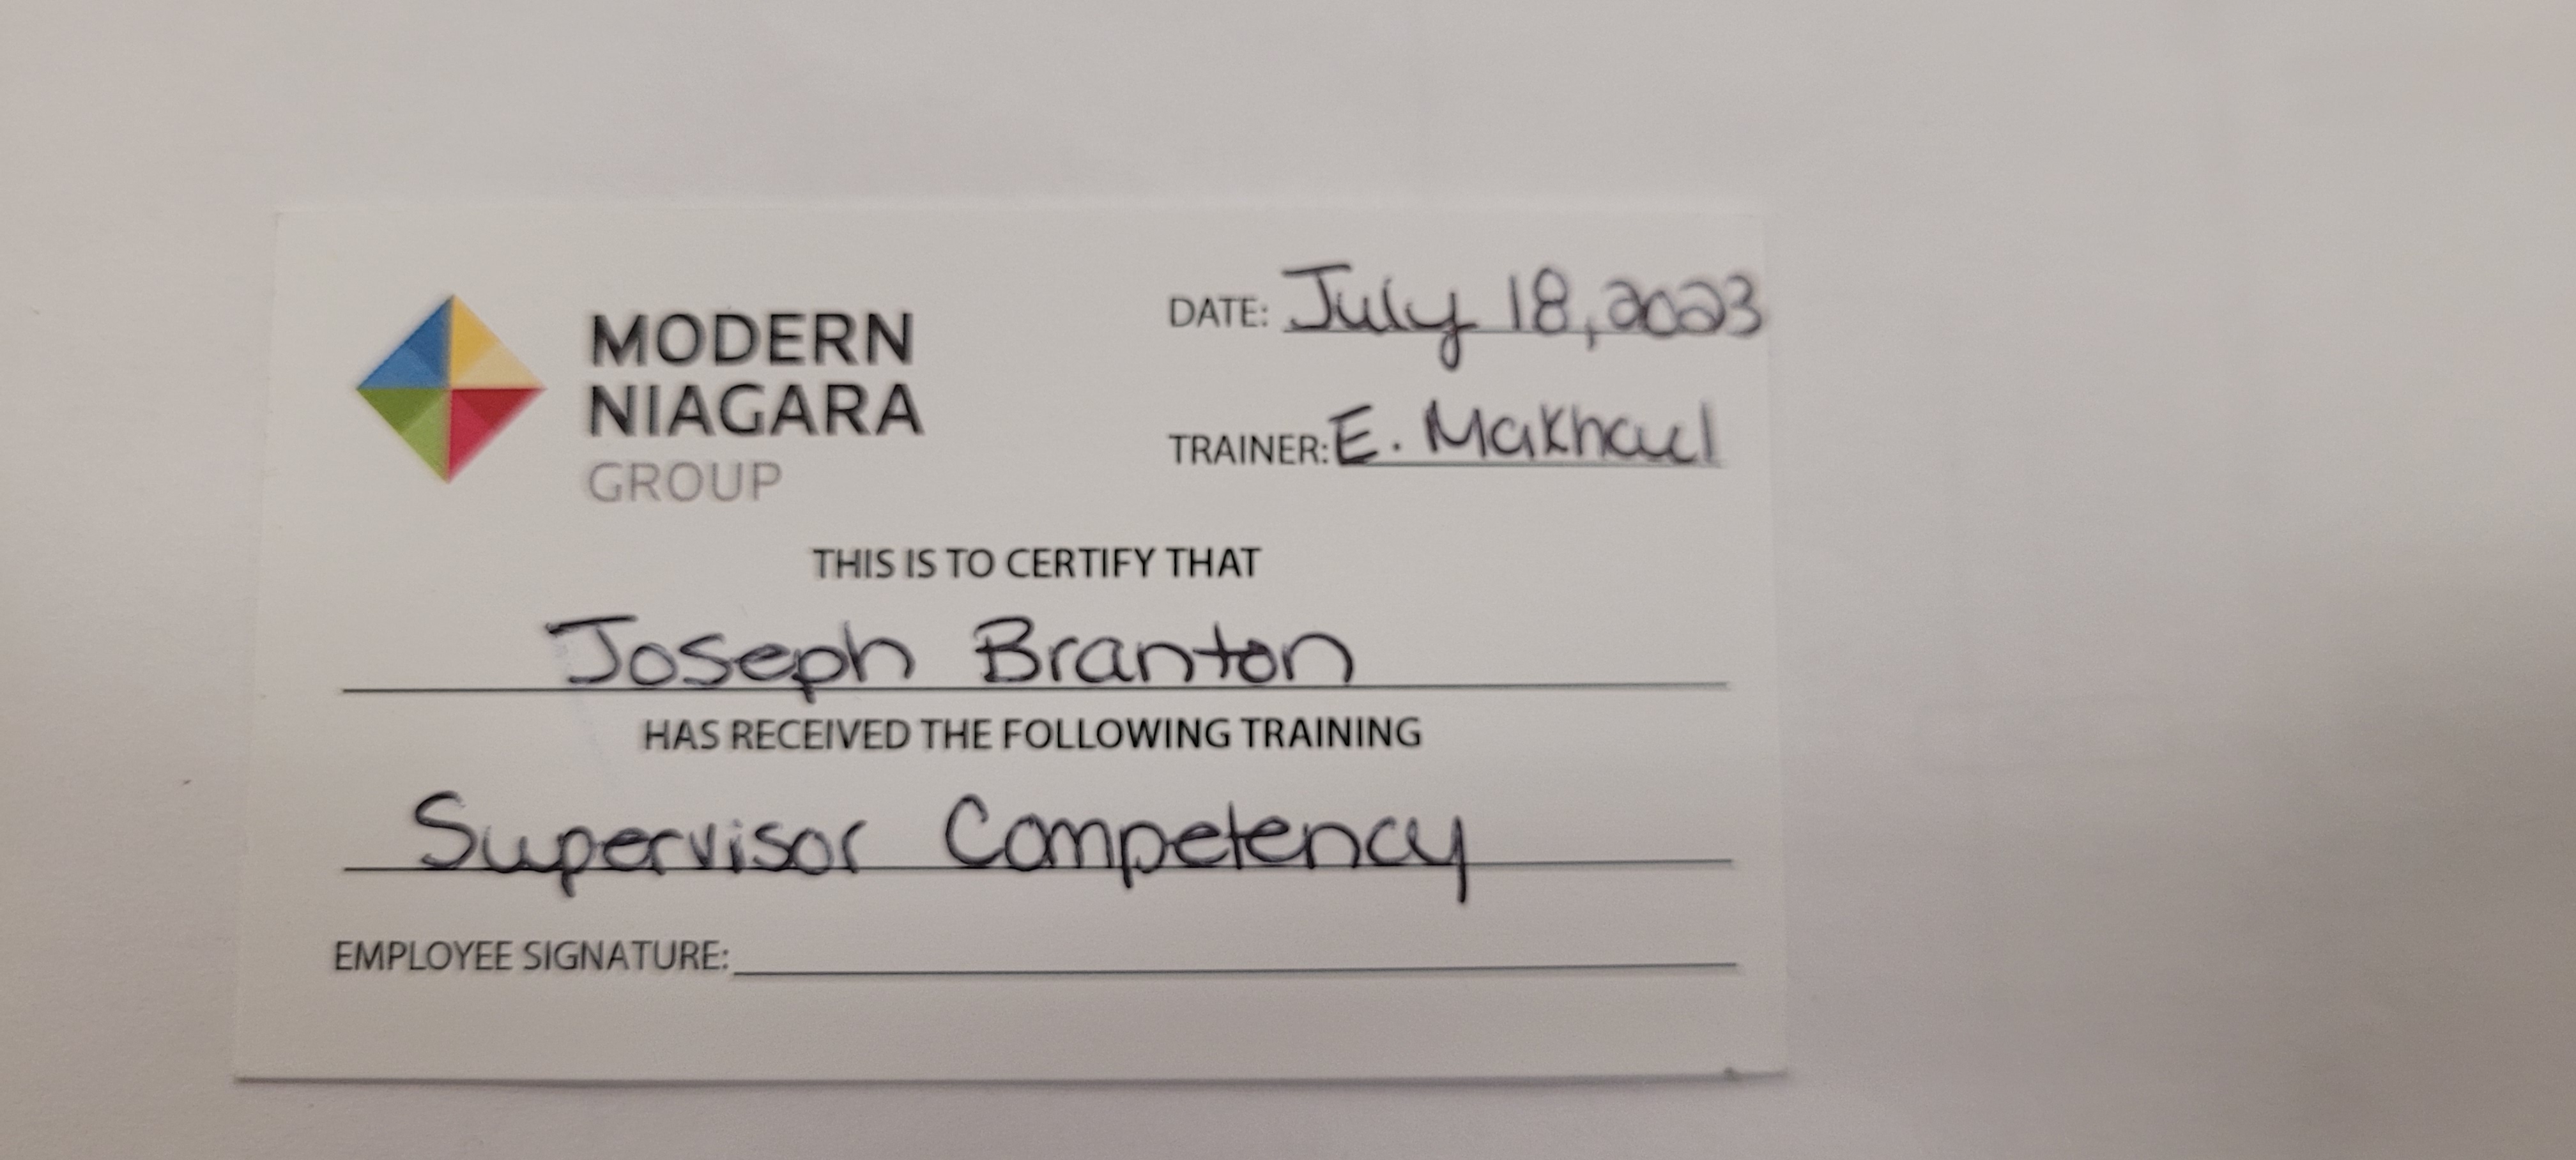 MODERN
NIAGARA
GROUP
DATE: July 18, 2023
TRAINER: E. Makhaul
THIS IS TO CERTIFY THAT
Joseph Branton
HAS RECEIVED THE FOLLOWING TRAINING
Supervisor Competency
EMPLOYEE SIGNATURE: